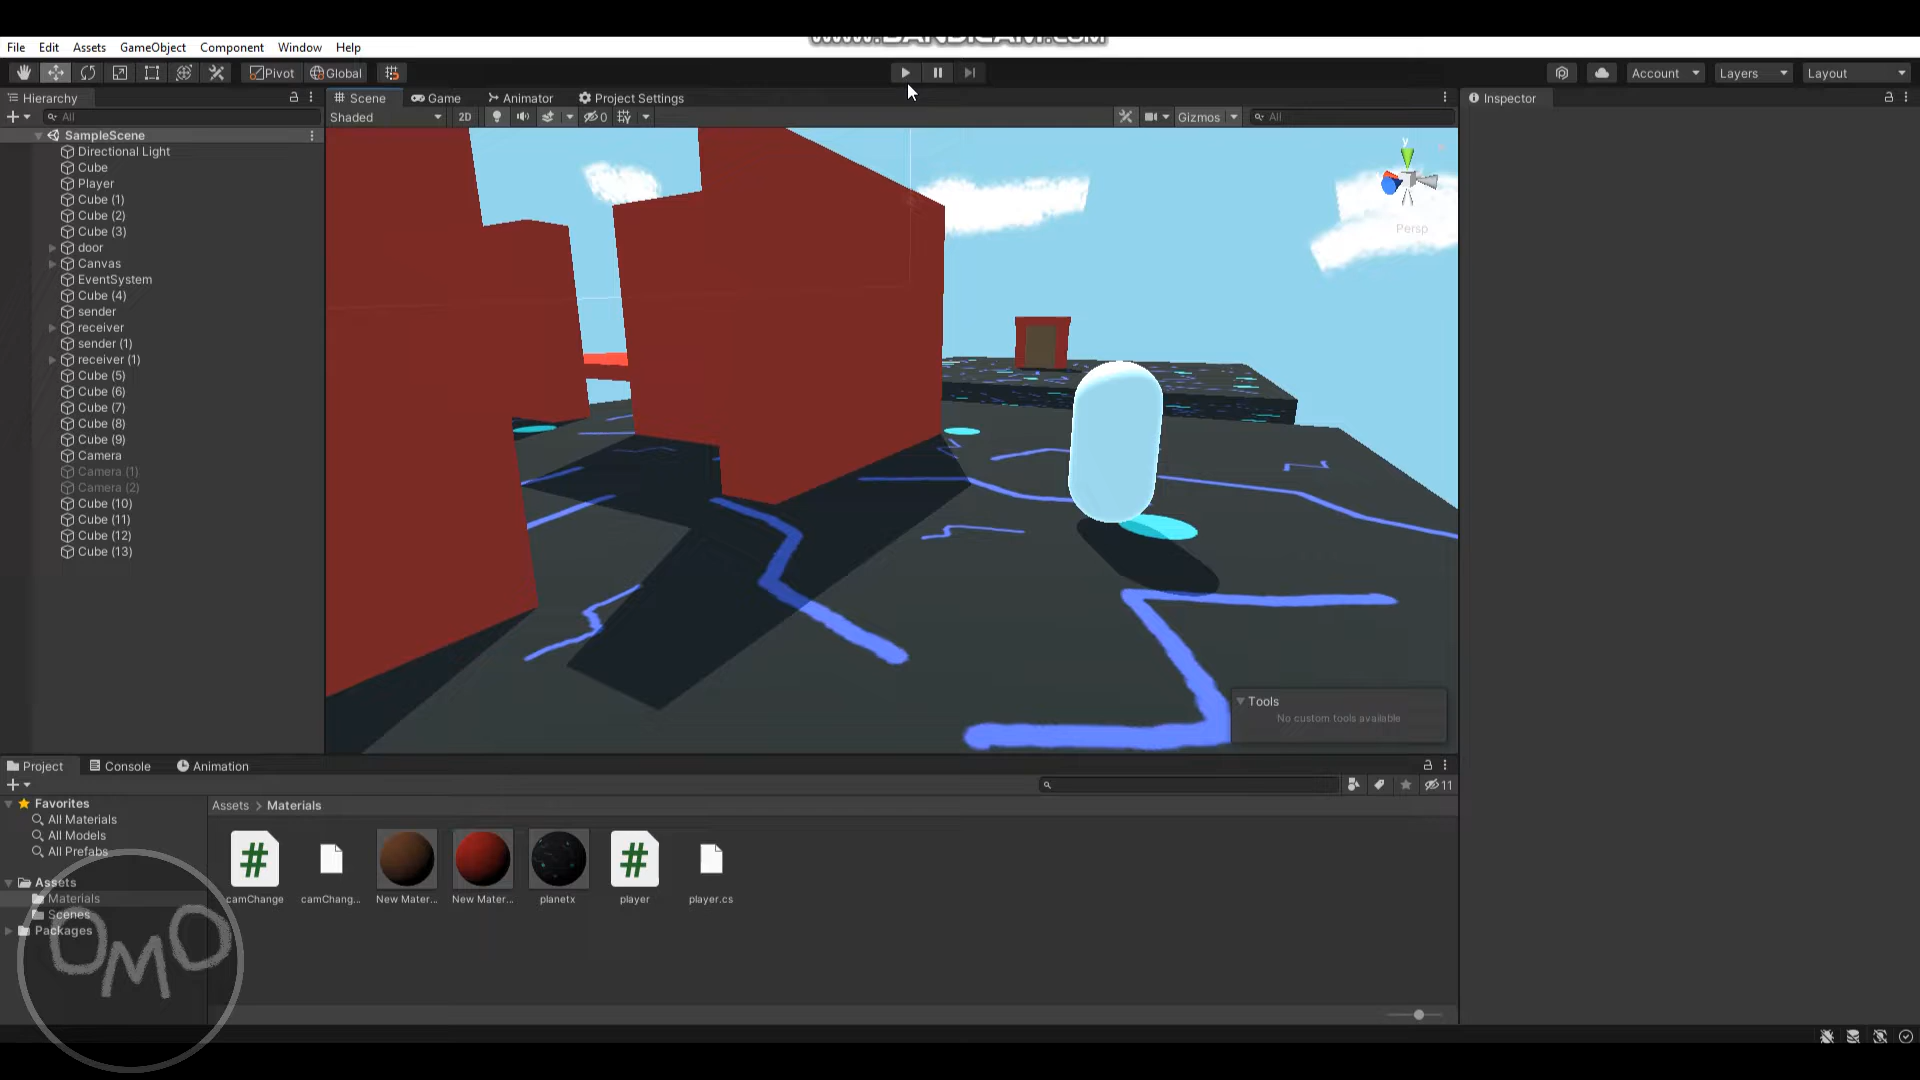 www.BANDICAM.com
File Edit Assets GameObject Component Window Help
Pivot Global Account Layers Layout
Hierarchy
Scene Game Animator Project Settings
Inspector
All
Shaded 2D 0 Gizmos All
SampleScene
Directional Light
Cube
Player
Cube (1)
Cube (2)
Cube (3)
door
Canvas
EventSystem
Cube (4)
sender
receiver
sender (1)
receiver (1)
Cube (5)
Cube (6)
Cube (7)
Cube (8)
Cube (9)
Camera
Camera (1)
Camera (2)
Cube (10)
Cube (11)
Cube (12)
Cube (13)
y
Persp
Tools
No custom tools available
Project Console Animation
11
Favorites
All Materials
All Models
All Prefabs
Assets
Materials
Scenes
Packages
Assets > Materials
camChange camChang... New Mater... New Mater... planetx player player.cs
OMO